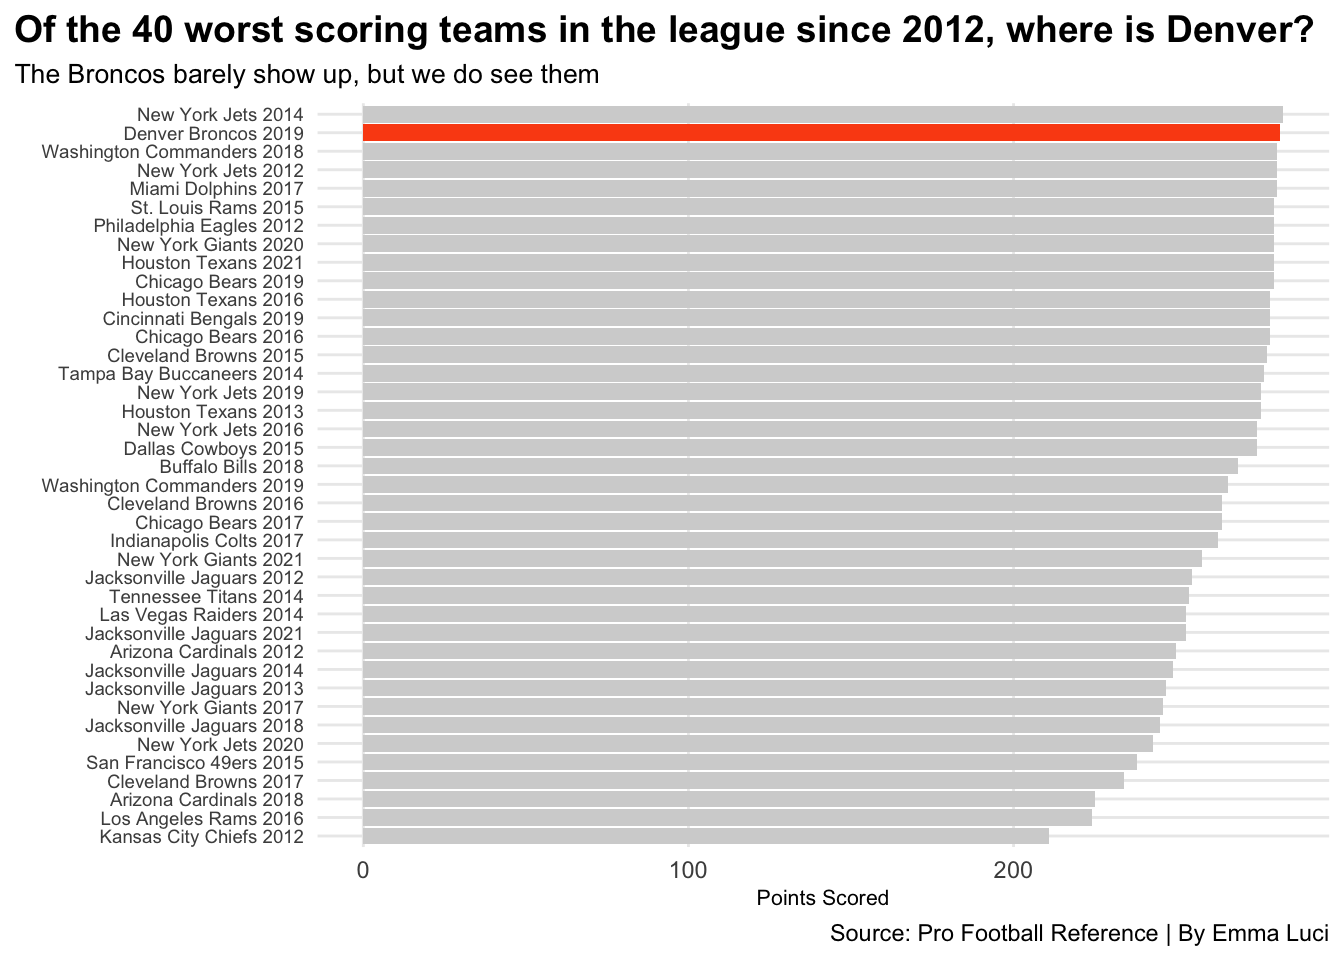 Of the 40 worst scoring teams in the league since 2012, where is Denver?
The Broncos barely show up, but we do see them
New York Jets 2014
Denver Broncos 2019
Washington Commanders 2018
New York Jets 2012
Miami Dolphins 2017
St. Louis Rams 2015
Philadelphia Eagles 2012
New York Giants 2020
Houston Texans 2021
Chicago Bears 2019
Houston Texans 2016
Cincinnati Bengals 2019
Chicago Bears 2016
Cleveland Browns 2015
Tampa Bay Buccaneers 2014
New York Jets 2019
Houston Texans 2013
New York Jets 2016
Dallas Cowboys 2015
Buffalo Bills 2018
Washington Commanders 2019
Cleveland Browns 2016
Chicago Bears 2017
Indianapolis Colts 2017
New York Giants 2021
Jacksonville Jaguars 2012
Tennessee Titans 2014
Las Vegas Raiders 2014
Jacksonville Jaguars 2021
Arizona Cardinals 2012
Jacksonville Jaguars 2014
Jacksonville Jaguars 2013
New York Giants 2017
Jacksonville Jaguars 2018
New York Jets 2020
San Francisco 49ers 2015
Cleveland Browns 2017
Arizona Cardinals 2018
Los Angeles Rams 2016
Kansas City Chiefs 2012
0 100 200
Points Scored
Source: Pro Football Reference | By Emma Luci